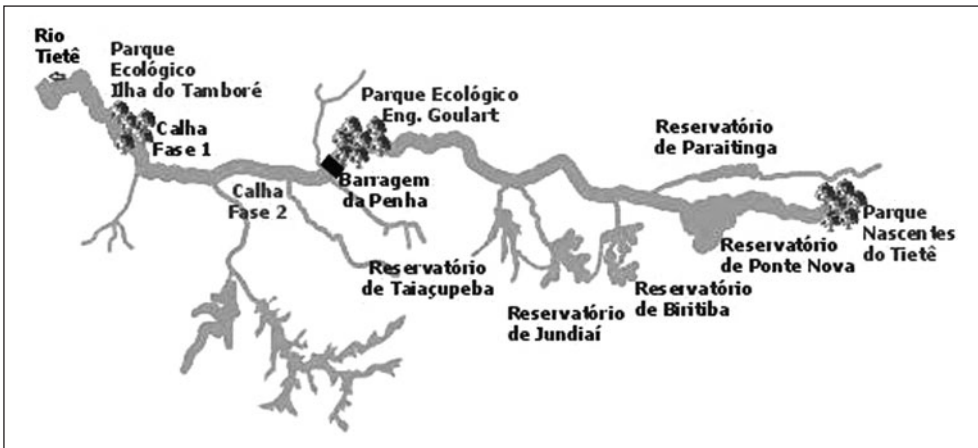 Rio
Tietê
Parque
Ecológico
Ilha do Tamboré
Calha
Fase 1
Calha
Fase 2
Parque Ecológico
Eng. Goulart
Barragem
da Penha
Reservatório
de Taiaçupeba
Reservatório
de Jundiaí
Reservatório
de Biritiba
Reservatório
de Paraitinga
Reservatório
de Ponte Nova
Parque
Nascentes
do Tietê